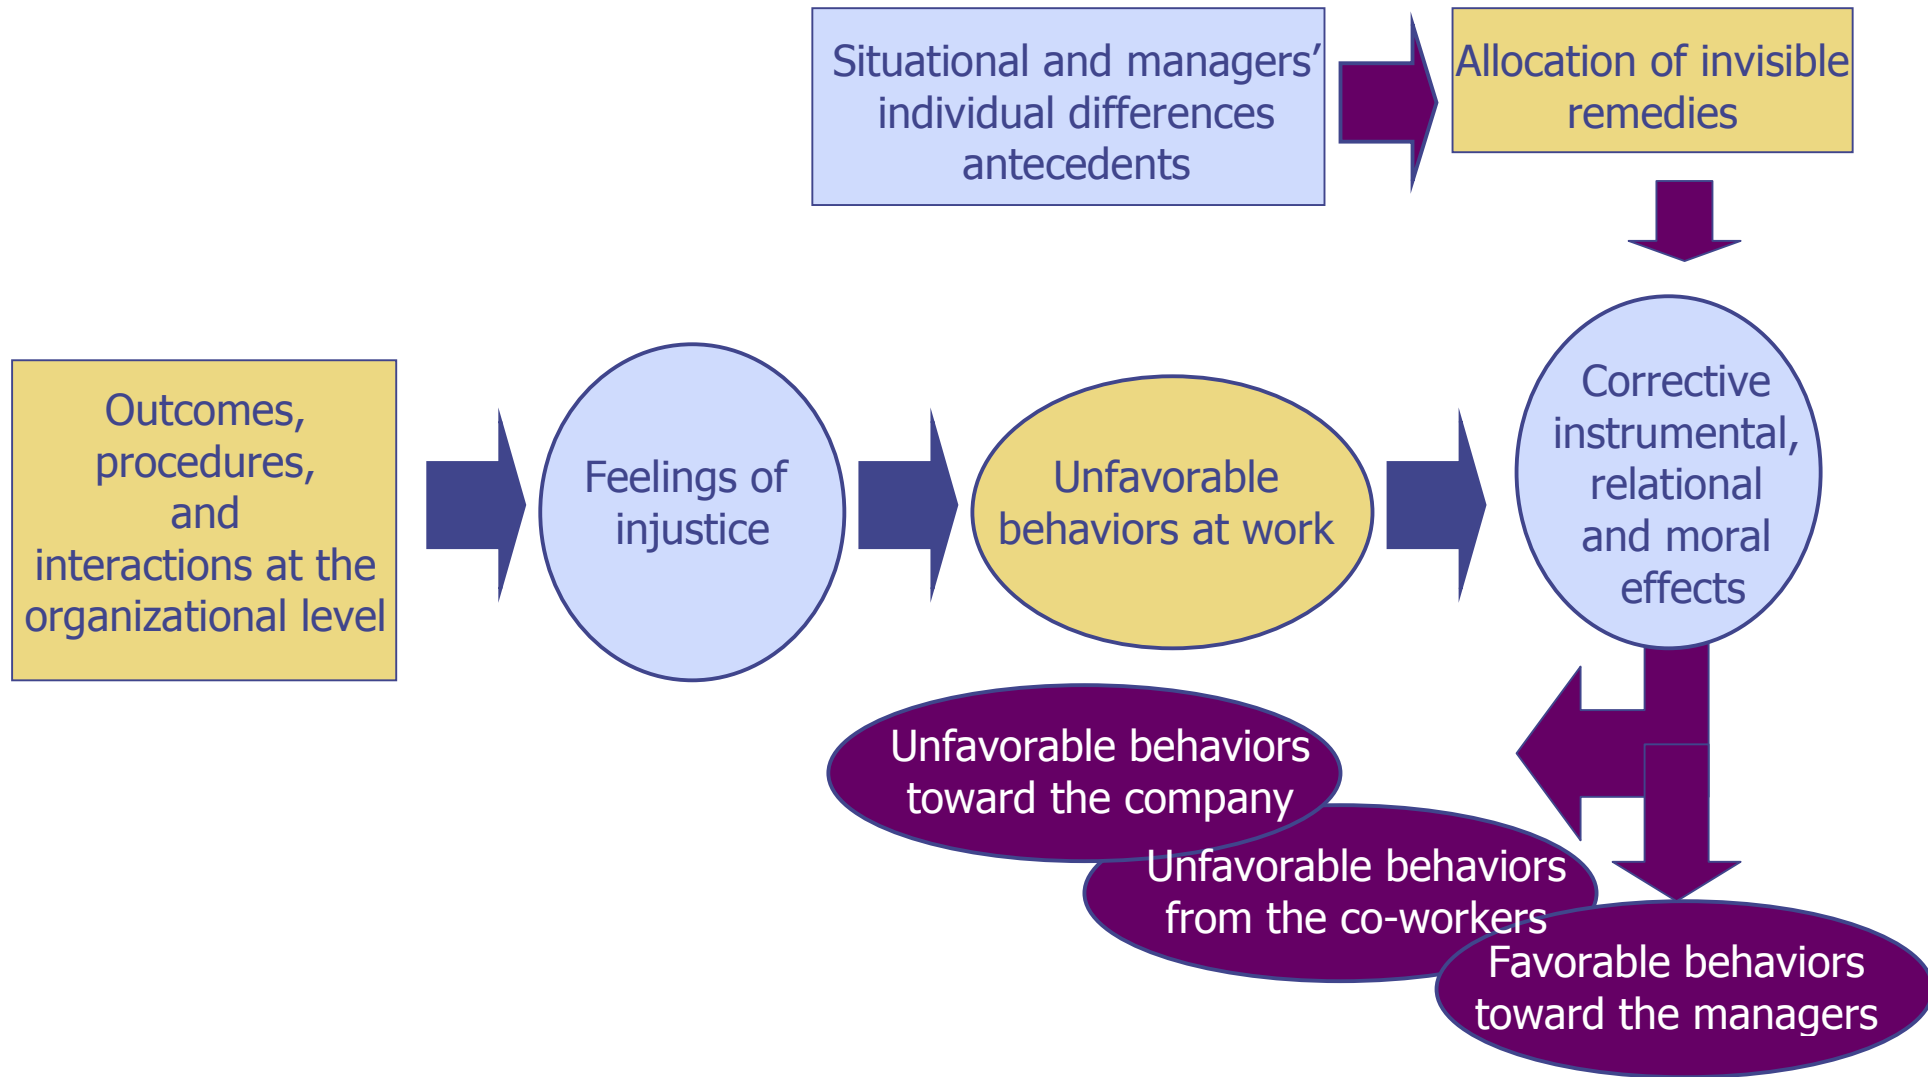 Situational and managers’
individual differences
antecedents
Allocation of invisible
remedies
Outcomes,
procedures,
and
interactions at the
organizational level
Feelings of
injustice
Unfavorable
behaviors at work
Corrective
instrumental,
relational
and moral
effects
Unfavorable behaviors
toward the company
Unfavorable behaviors
from the co-workers
Favorable behaviors
toward the managers